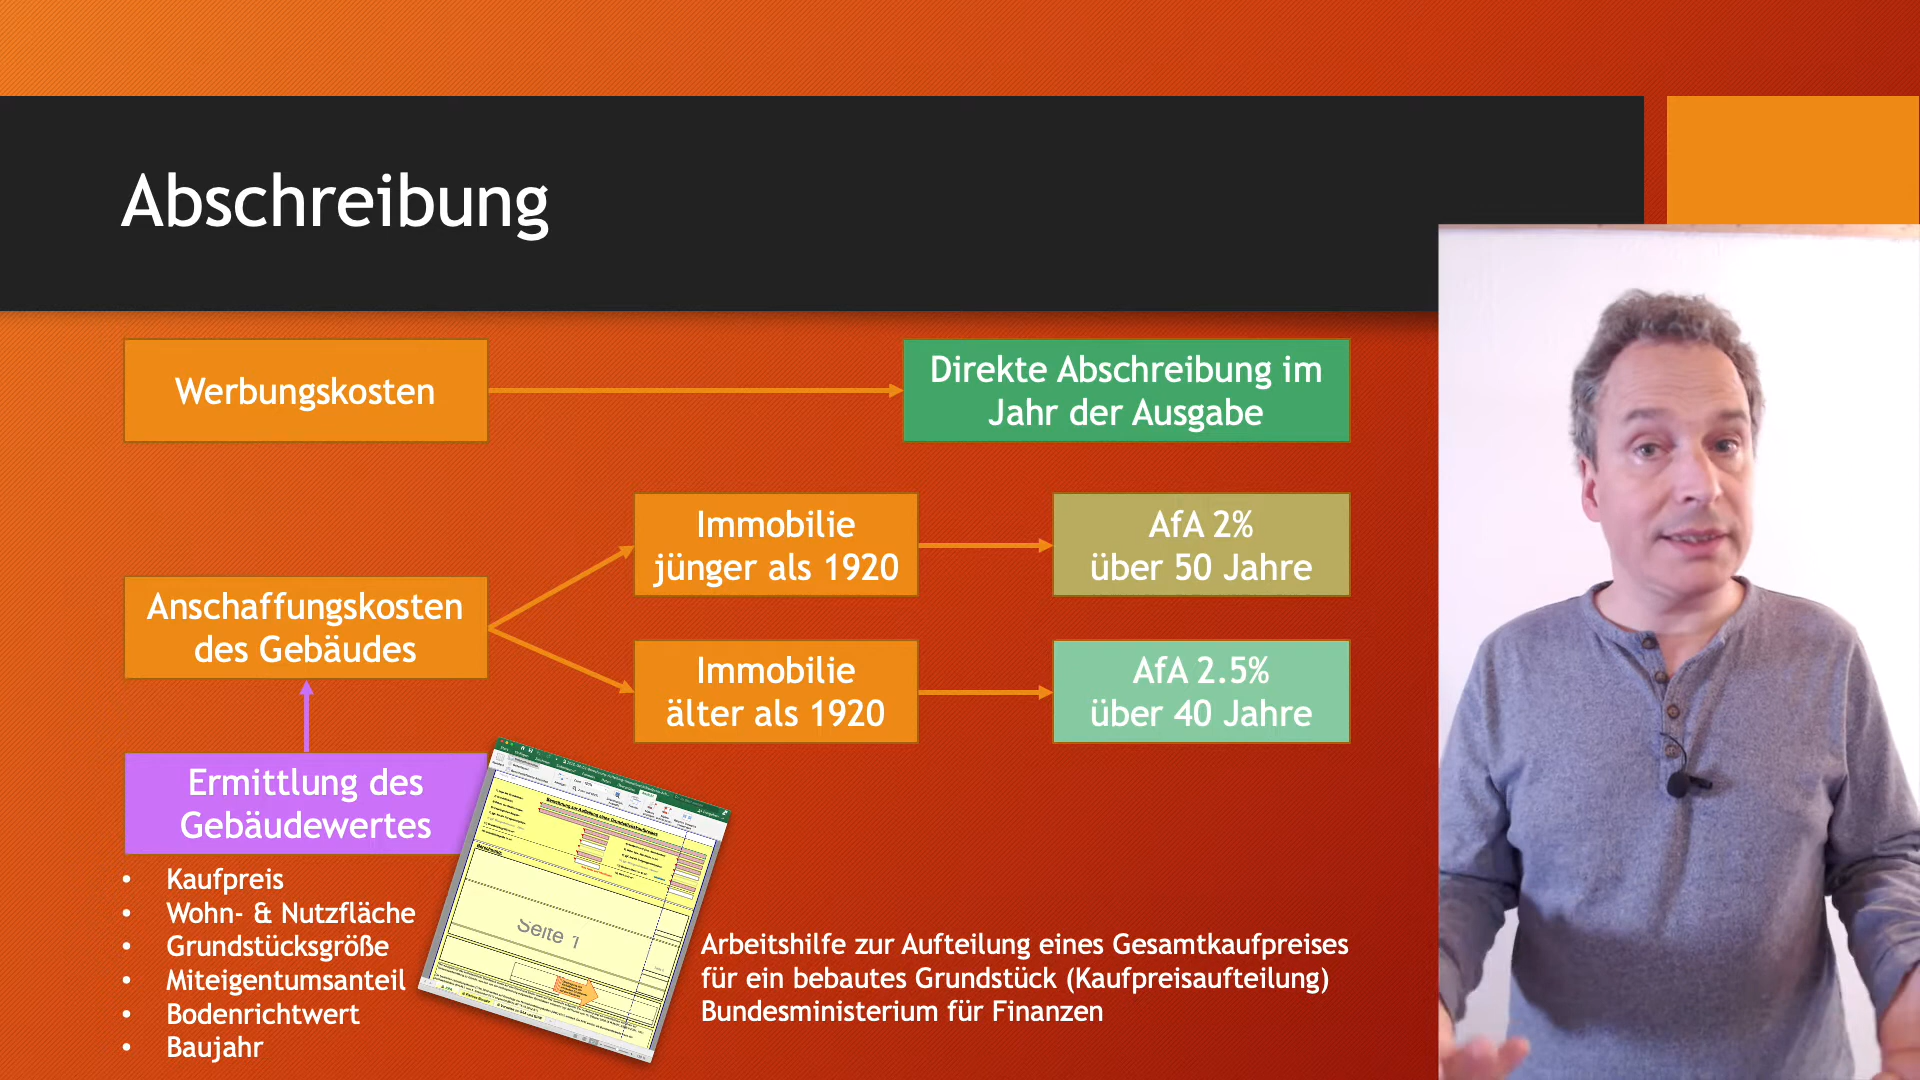 Abschreibung
Werbungskosten
Direkte Abschreibung im
Jahr der Ausgabe
Immobilie
jünger als 1920
AfA 2%
über 50 Jahre
Anschaffungskosten
des Gebäudes
Immobilie
älter als 1920
AfA 2.5%
über 40 Jahre
Ermittlung des
Gebäudewertes
• Kaufpreis
• Wohn- & Nutzfläche
• Grundstücksgröße
• Miteigentumsanteil
• Bodenrichtwert
• Baujahr
Seite 1
Arbeitshilfe zur Aufteilung eines Gesamtkaufpreises
für ein bebautes Grundstück (Kaufpreisaufteilung)
Bundesministerium für Finanzen